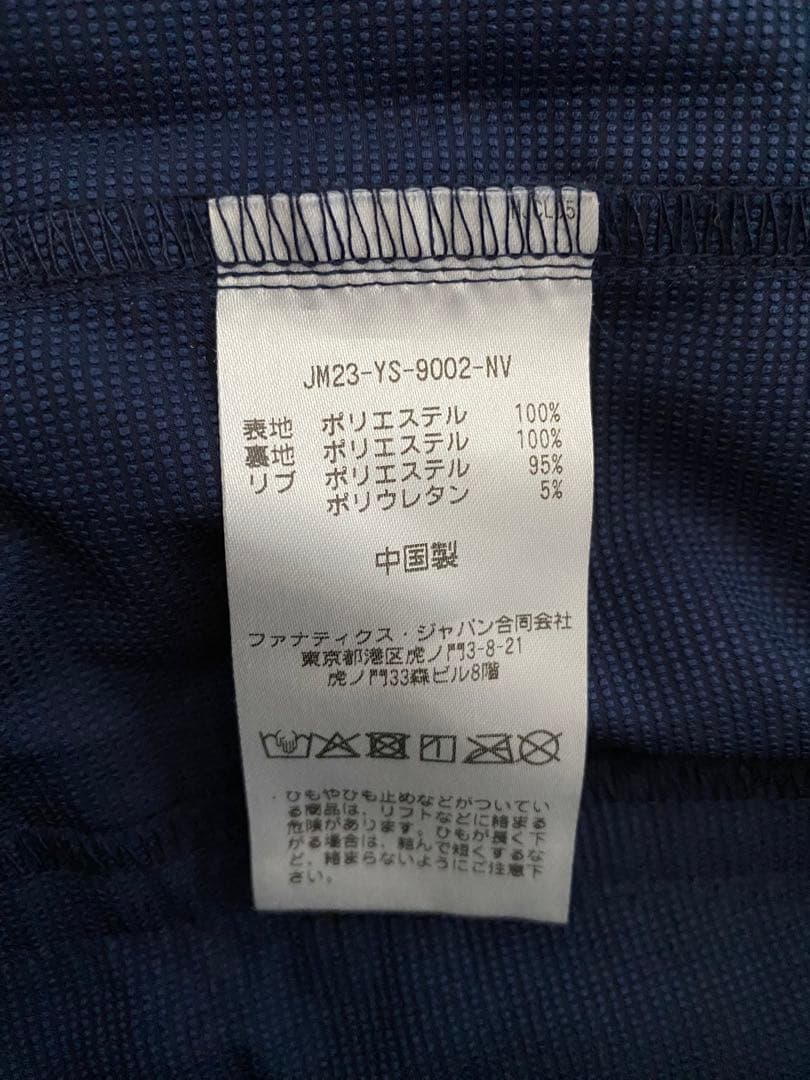 JM23-YS-9002-NV
表地 ポリエステル 100%
裏地 ポリエステル 100%
リブ ポリエステル 95%
ポリウレタン 5%
中国製
ファナティクス・ジャパン合同会社
東京都港区虎ノ門3-8-21
虎ノ門33森ビル8階
ひもやひも止めなどがついてい
る商品は、リフトなどに絡まる
危険があります。ひもが長く下
がる場合は、結んで短くするな
ど、絡まらないようにご注意下
さい。